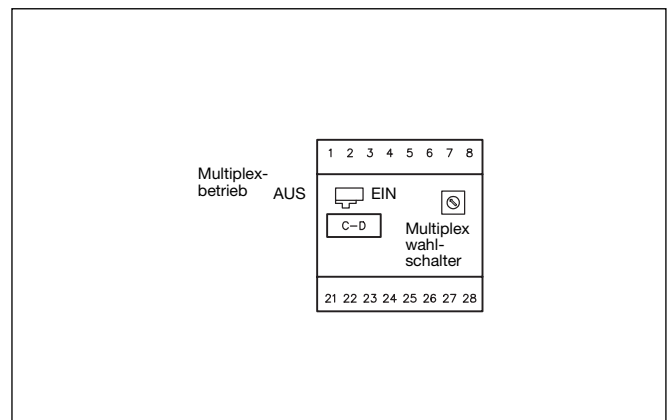 1 2 3 4 5 6 7 8
Multiplex-
betrieb AUS EIN
C-D
Multiplex
wahl-
schalter
21 22 23 24 25 26 27 28